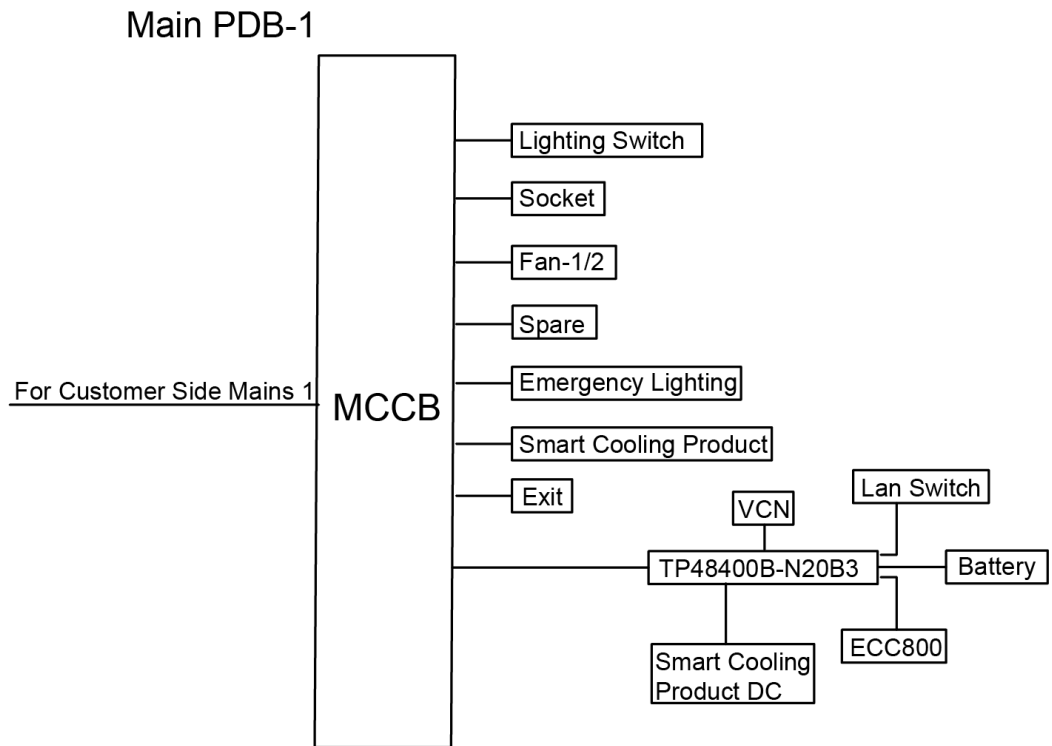 Main PDB-1
Lighting Switch
Socket
Fan-1/2
Spare
Emergency Lighting
For Customer Side Mains 1
MCCB
Smart Cooling Product
Exit
Lan Switch
VCN
TP48400B-N20B3
Battery
ECC800
Smart Cooling
Product DC